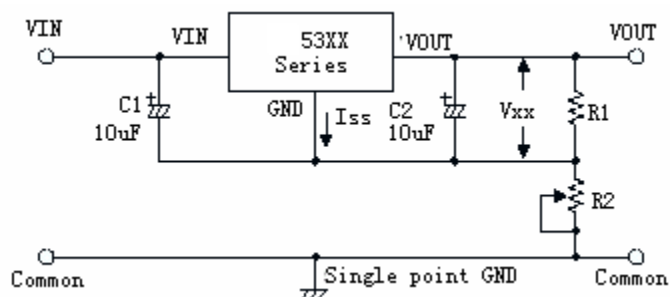 VIN
VIN
53XX
Series
VOUT
VOUT
C1
10uF
GND
Iss
C2
10uF
Vxx
R1
R2
Common
Single point GND
Common